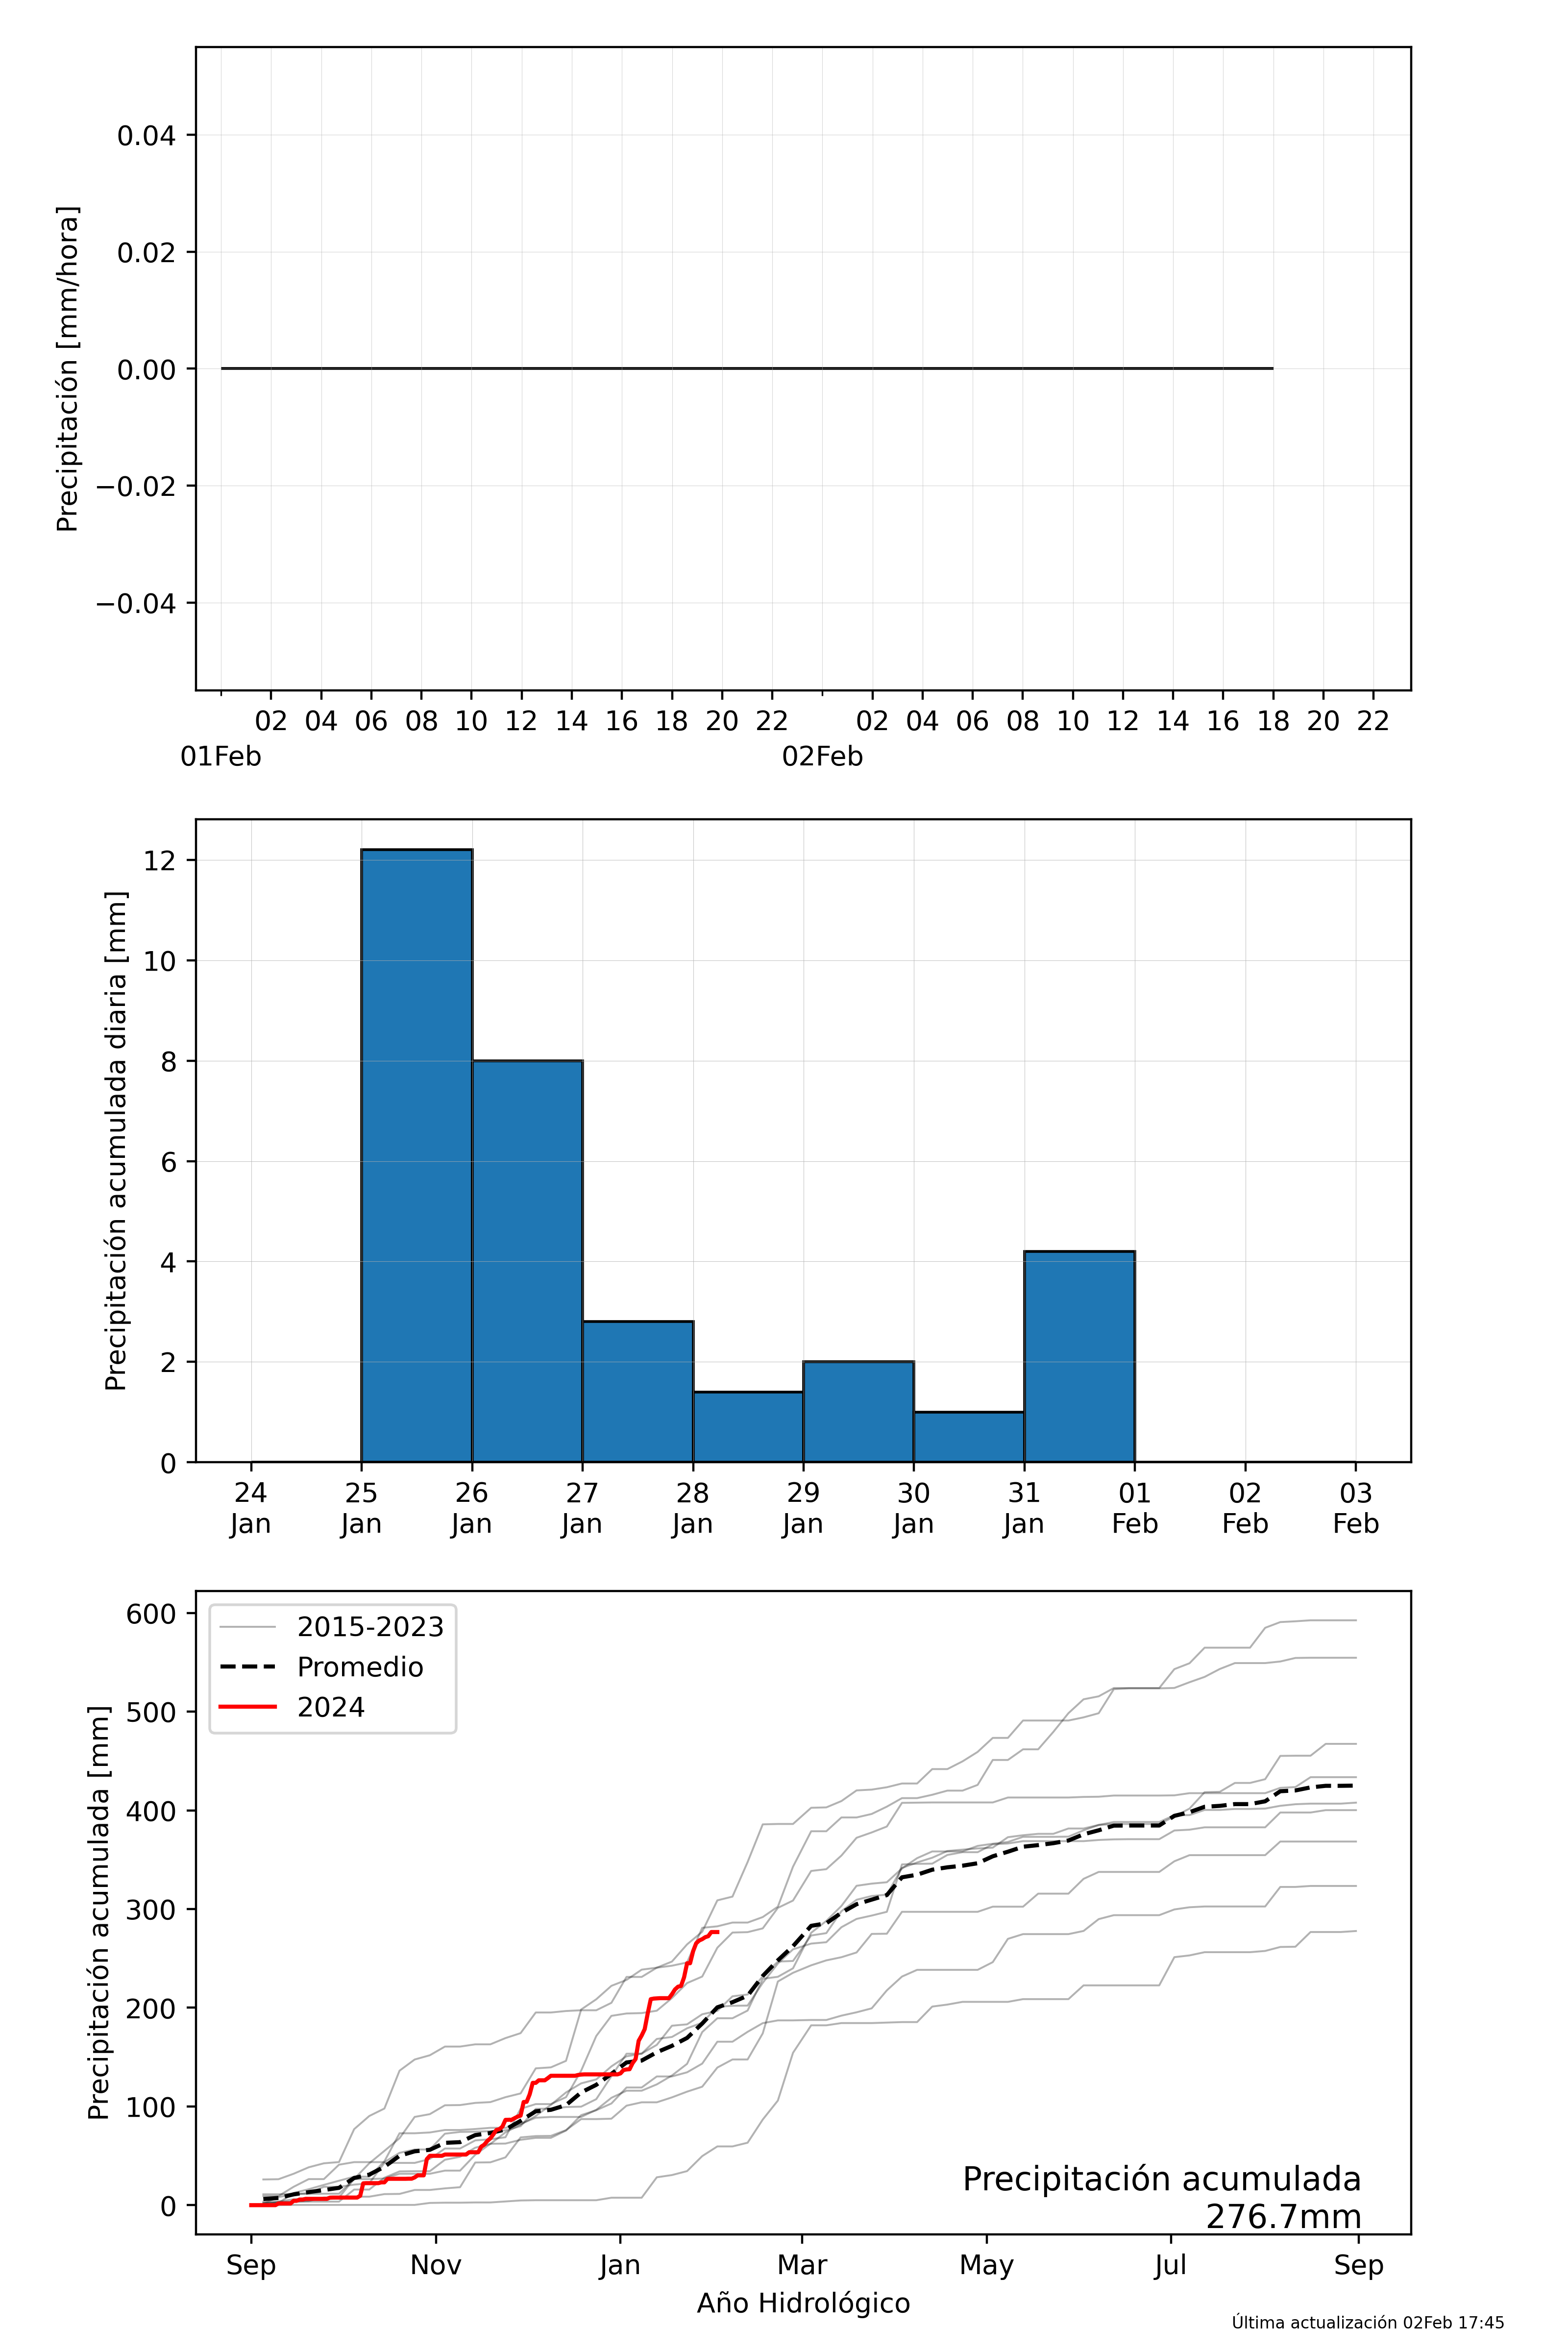 Precipitación [mm/hora]
0.04
0.02
0.00
−0.02
−0.04
02 04 06 08 10 12 14 16 18 20 22 02 04 06 08 10 12 14 16 18 20 22
01Feb 02Feb
Precipitación acumulada diaria [mm]
12
10
8
6
4
2
0
24 25 26 27 28 29 30 31 01 02 03
Jan Jan Jan Jan Jan Jan Jan Jan Feb Feb Feb
Precipitación acumulada [mm]
600
500
400
300
200
100
0
2015-2023
Promedio
2024
Precipitación acumulada
276.7mm
Sep Nov Jan Mar May Jul Sep
Año Hidrológico
Última actualización 02Feb 17:45